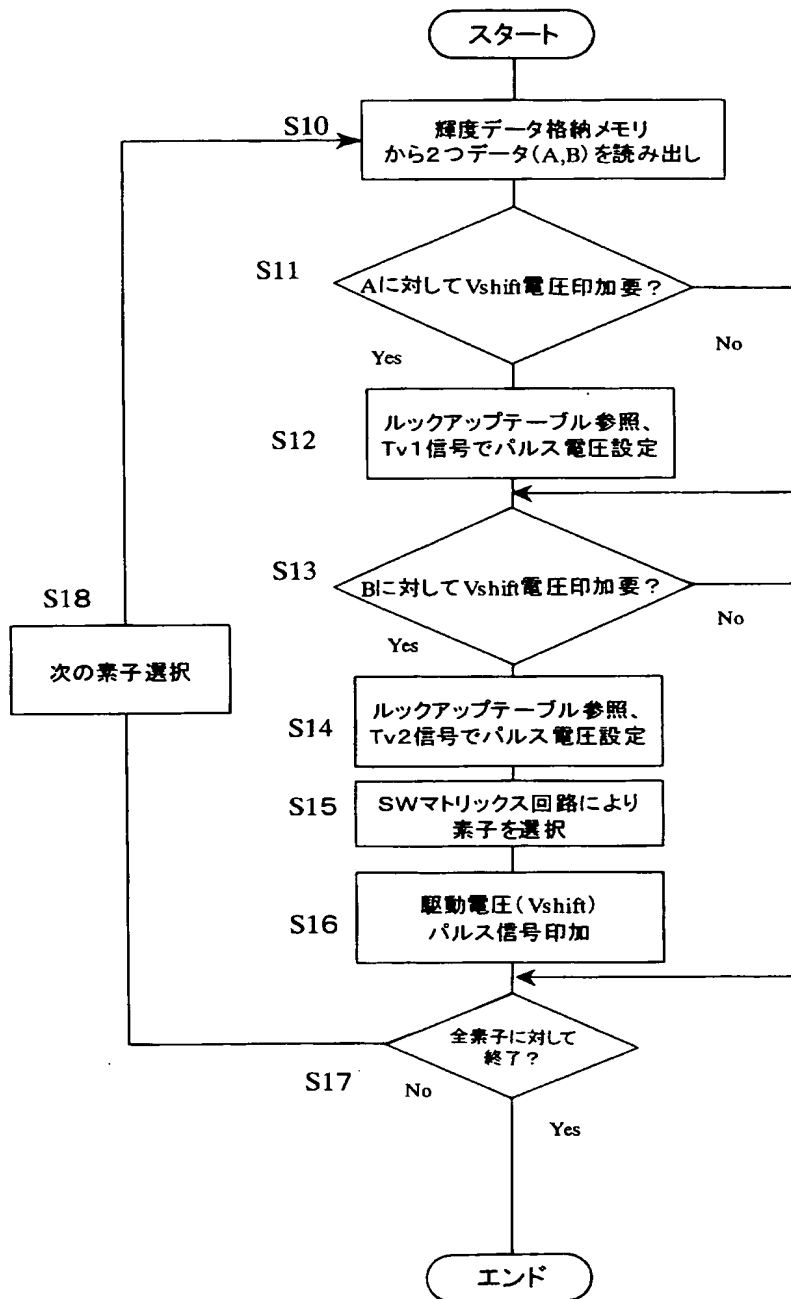 スタート
S10
輝度データ格納メモリ
から2つデータ(A,B)を読み出し
S11
Aに対してVshift電圧印加要?
Yes
No
S12
ルックアップテーブル参照、
Tv1信号でパルス電圧設定
S13
Bに対してVshift電圧印加要?
Yes
No
S18
次の素子選択
S14
ルックアップテーブル参照、
Tv2信号でパルス電圧設定
S15
SWマトリックス回路により
素子を選択
S16
駆動電圧(Vshift)
パルス信号印加
S17
全素子に対して
終了?
No
Yes
エンド